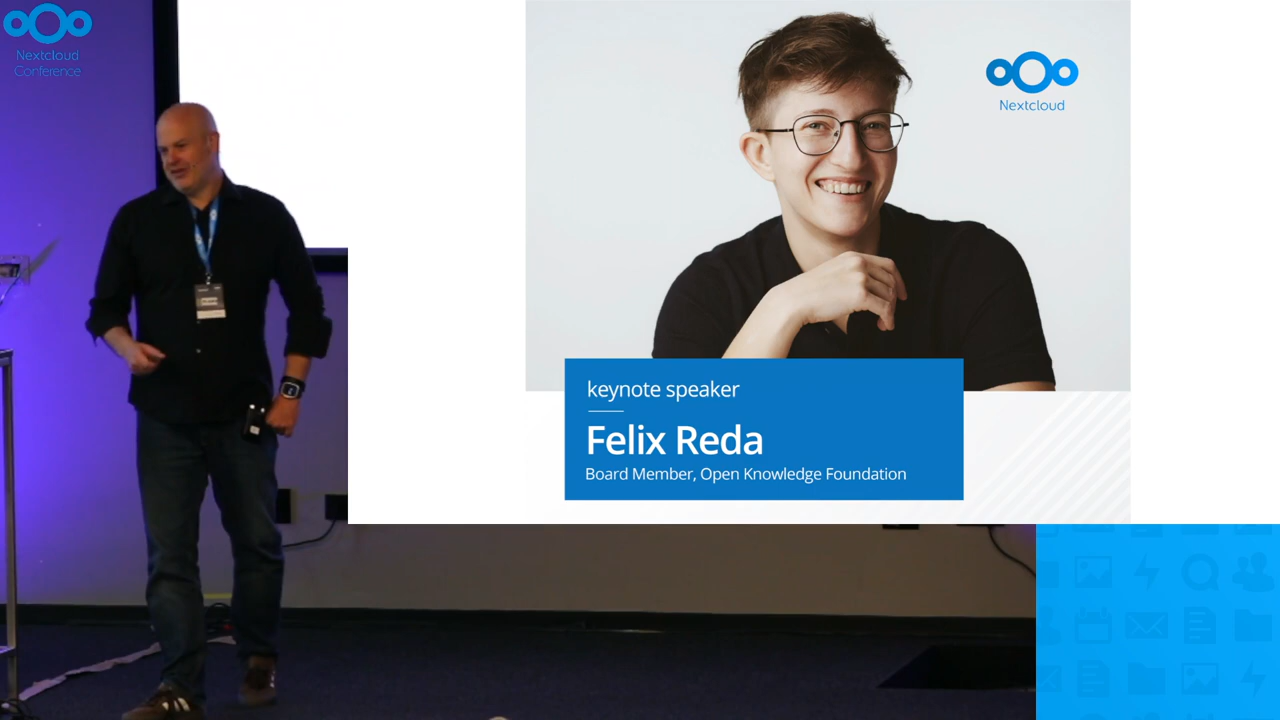 Nextcloud
Conference
Nextcloud
keynote speaker
Felix Reda
Board Member, Open Knowledge Foundation